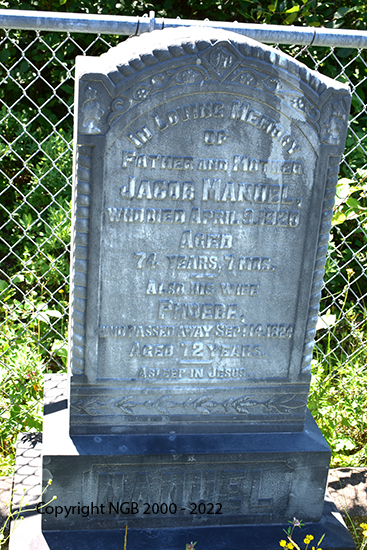 IN LOVING MEMORY
OF
FATHER AND MOTHER
JACOB MANUEL,
WHO DIED APRIL 9, 1923
AGED
74 YEARS, 7 MOS.
ALSO HIS WIFE
WHO PASSED AWAY SEPT. 14, 1924
AGED 72 YEARS.
ASLEEP IN JESUS.
MANUEL
Copyright NGB 2000 - 2022